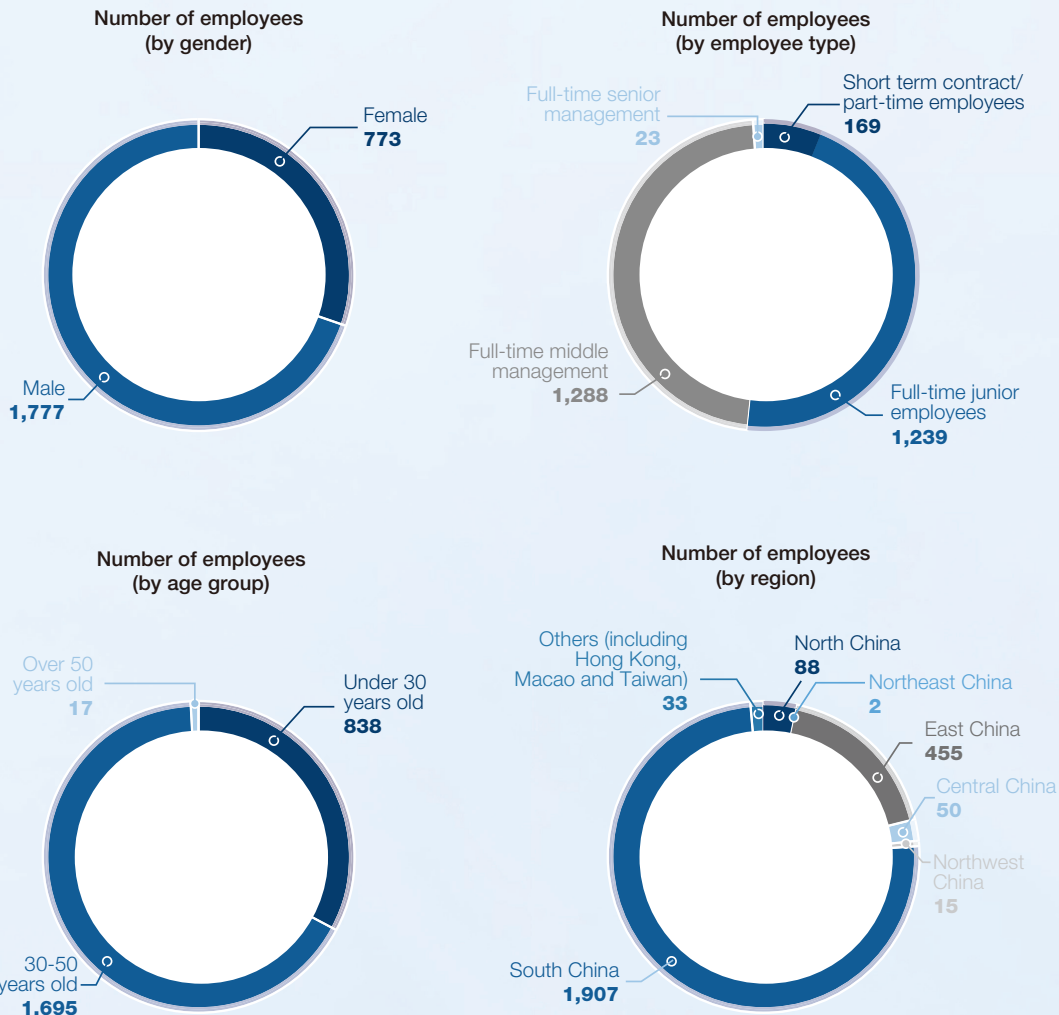 Number of employees
(by gender)
Female
773
Male
1,777
Number of employees
(by employee type)
Full-time senior
management
23
Short term contract/
part-time employees
169
Full-time middle
management
1,288
Full-time junior
employees
1,239
Number of employees
(by age group)
Over 50
years old
17
Under 30
years old
838
30-50
years old
1,695
Number of employees
(by region)
Others (including
Hong Kong,
Macao and Taiwan)
33
North China
88
Northeast China
2
East China
455
Central China
50
Northwest
China
15
South China
1,907